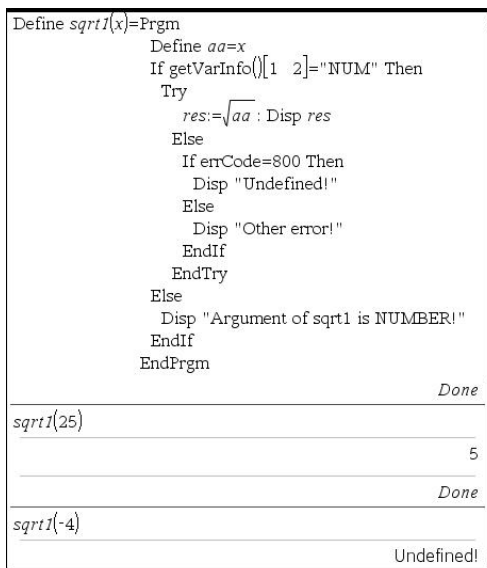 Define sqrt1(x)=Prgm
Define aa=x
If getVarInfo()[1 2]="NUM" Then
Try
res:=√aa : Disp res
Else
If errCode=800 Then
Disp "Undefined!"
Else
Disp "Other error!"
EndIf
EndTry
Else
Disp "Argument of sqrt1 is NUMBER!"
EndIf
EndPrgm
Done
sqrt1(25)
5
Done
sqrt1(-4)
Undefined!